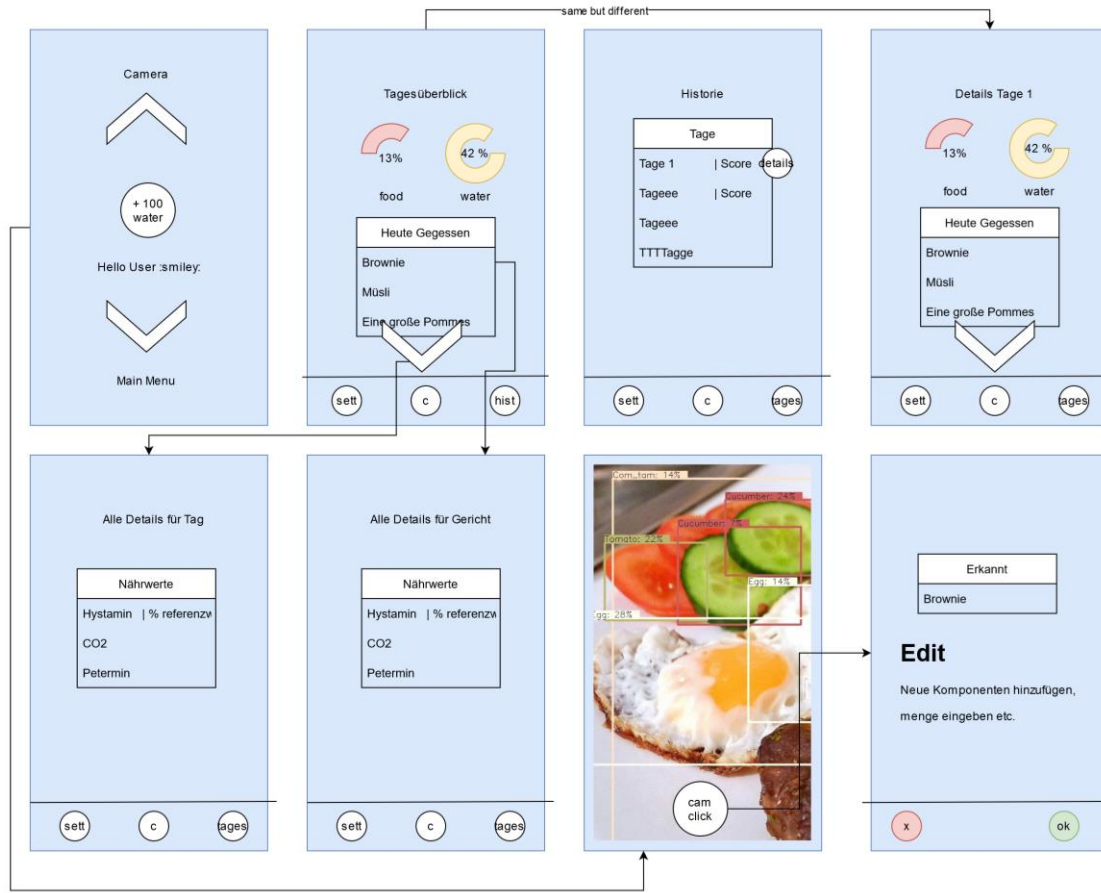 same but different
Camera
+ 100
water
Hello User :smiley:
Main Menu
Tagesüberblick
13%
42 %
food
water
Heute Gegessen
Brownie
Müsli
Eine große Pommes
sett
c
hist
Historie
Tage
Tage 1 | Score
details
Tageee | Score
Tageee
TTTTagge
sett
c
tages
Details Tage 1
13%
42 %
food
water
Heute Gegessen
Brownie
Müsli
Eine große Pommes
sett
c
tages
Alle Details für Tag
Nährwerte
Hystamin | % referenzw
CO2
Petermin
sett
c
tages
Alle Details für Gericht
Nährwerte
Hystamin | % referenzw
CO2
Petermin
sett
c
tages
Com_tam: 14%
Cucumber: 24%
Cucumber: 7%
Tomato: 22%
Egg: 14%
Egg: 28%
cam
click
Erkannt
Brownie
Edit
Neue Komponenten hinzufügen,
menge eingeben etc.
x
ok